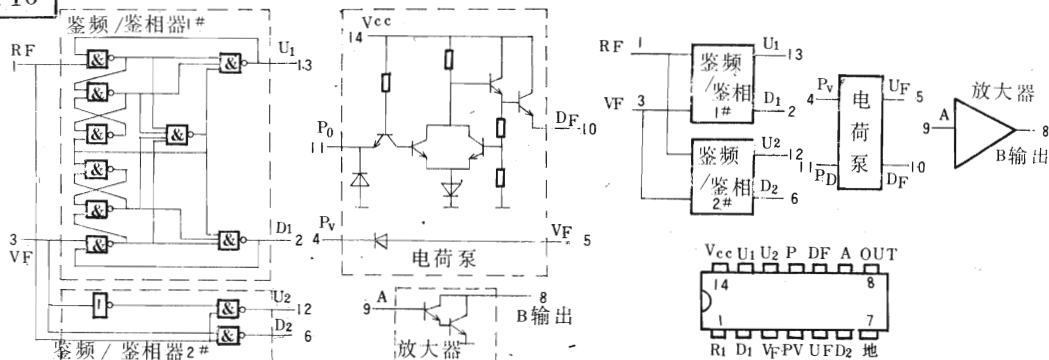 10
鉴频/鉴相器1#
RF
1
U1
13
3
VF
D1
2
U2
12
D2
6
鉴频/鉴相器2#
Vcc
14
P0
11
DF
10
PV
4
VF
5
电荷泵
A
9
8
B输出
放大器
RF
1
VF
3
鉴频
/鉴相
1#
U1
13
D1
2
鉴频
/鉴相
2#
U2
12
D2
6
PV
4
11
PD
电
荷
泵
UF
5
10
DF
放大器
A
9
8
B输出
Vcc U1 U2 P DF A OUT
14 8
1 7
R1 D1 VF PV UF D2 地
& & & & & & & & & 1 & &